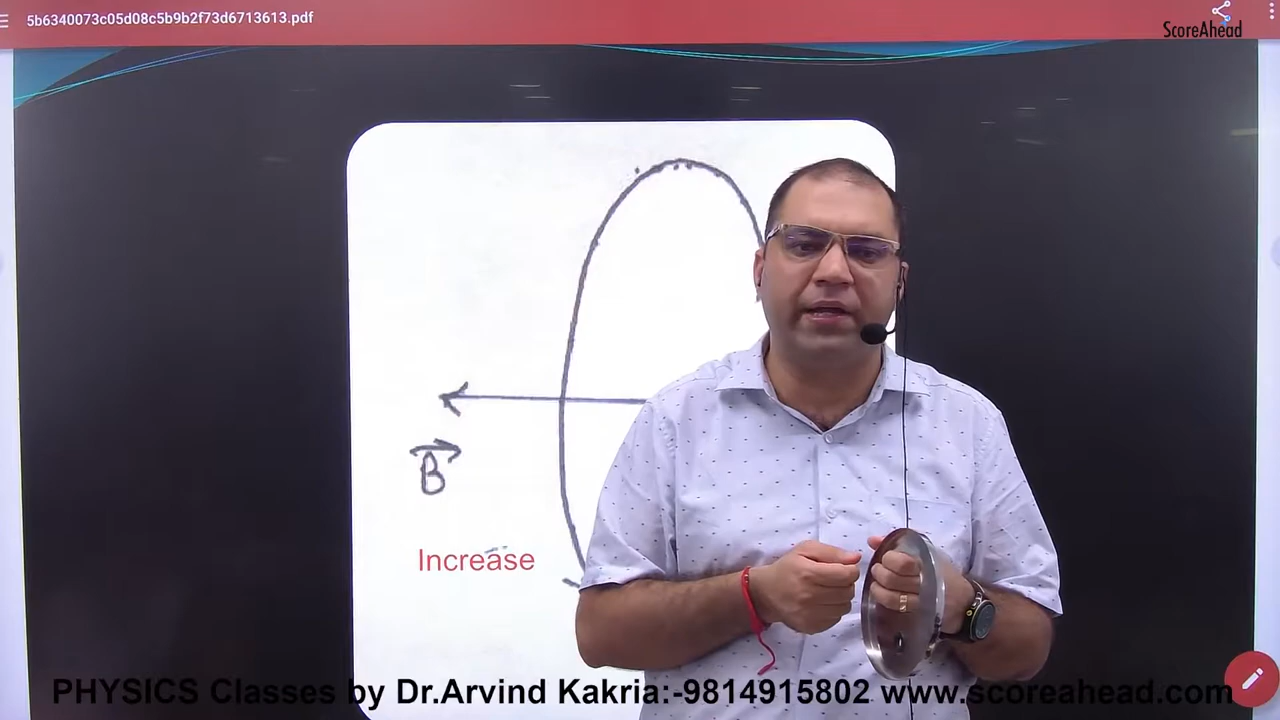 5b6340073c05d08c5b9b2f73d6713613.pdf
ScoreAhead
B
Increase
PHYSICS Classes by Dr.Arvind Kakria:-9814915802 www.scoreahead.com